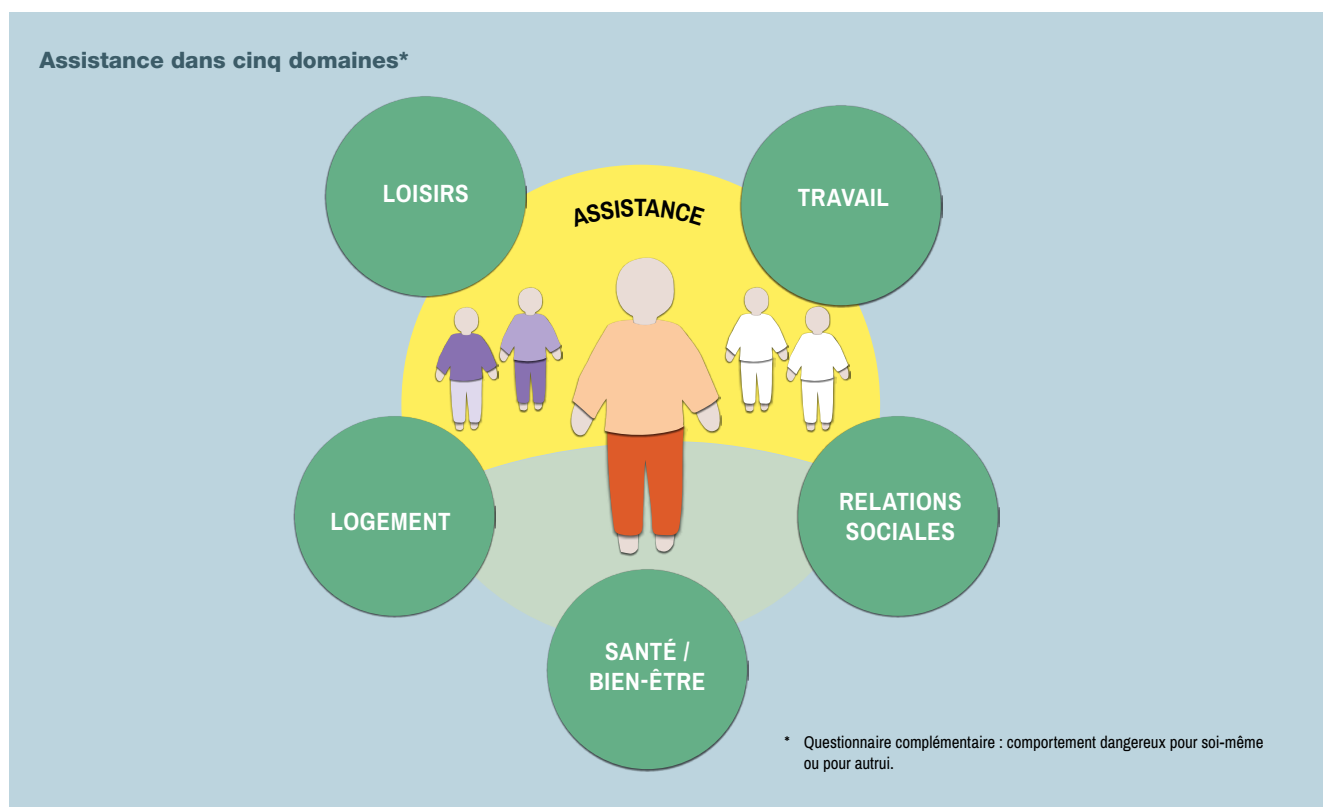 Assistance dans cinq domaines*
LOISIRS
TRAVAIL
ASSISTANCE
LOGEMENT
RELATIONS
SOCIALES
SANTÉ /
BIEN-ÊTRE
* Questionnaire complémentaire : comportement dangereux pour soi-même
ou pour autrui.